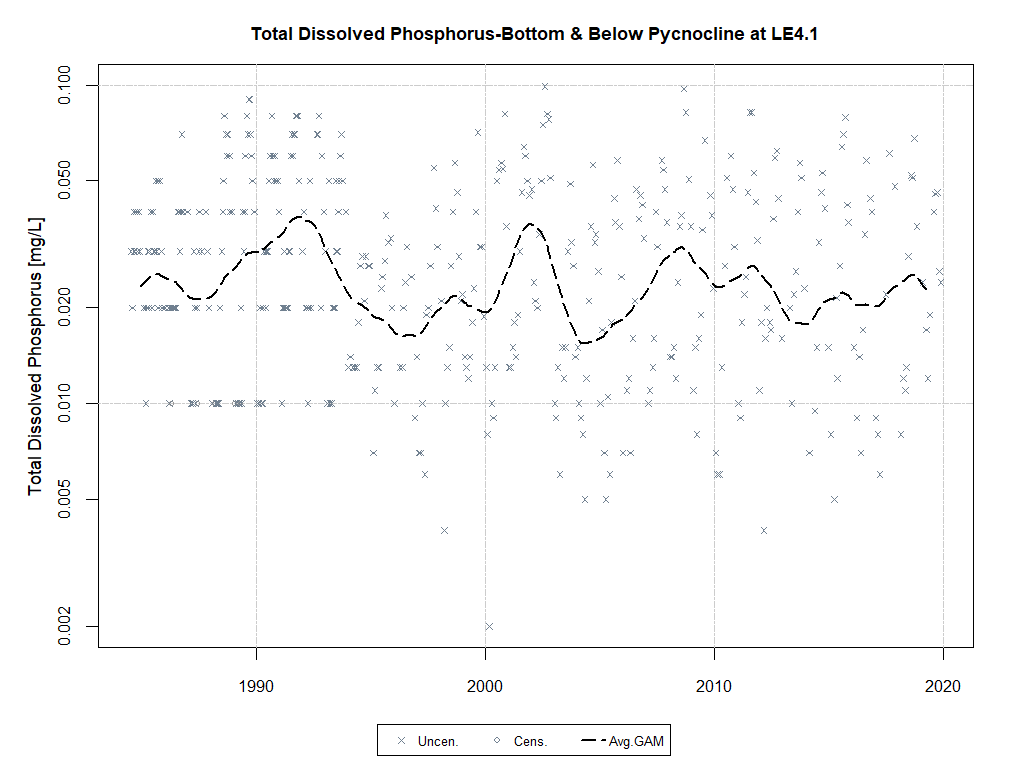 Total Dissolved Phosphorus-Bottom & Below Pycnocline at LE4.1
Total Dissolved Phosphorus [mg/L]
0.100
0.050
0.020
0.010
0.005
0.002
1990 2000 2010 2020
Uncen. Cens. Avg.GAM